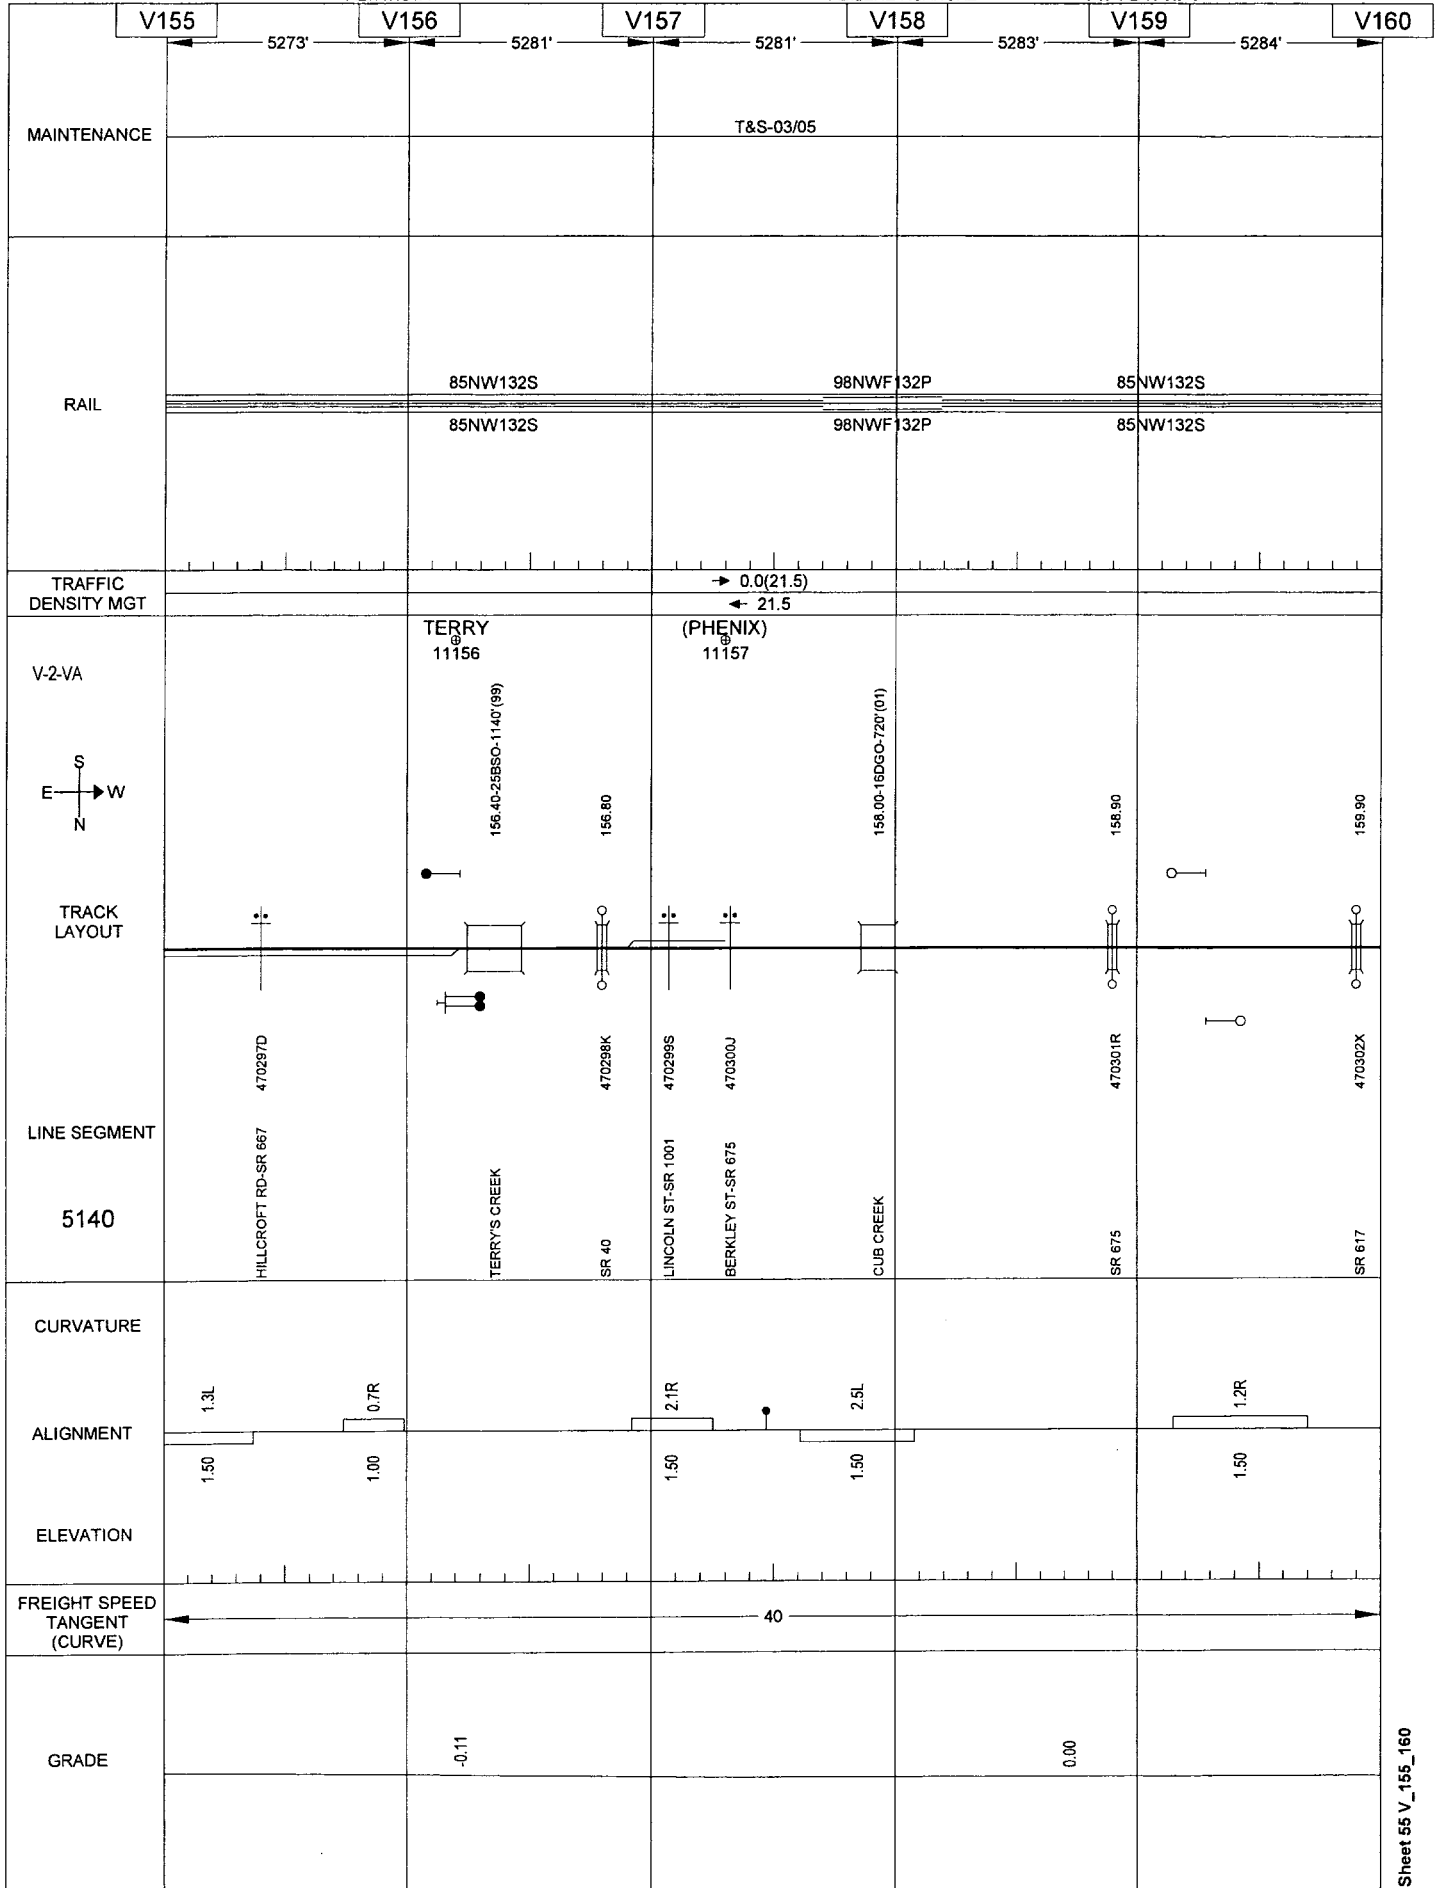 V155
V156
V157
V158
V159
V160
5273'
5281'
5281'
5283'
5284'
MAINTENANCE
T&S-03/05
RAIL
85NW132S
98NWF132P
85NW132S
85NW132S
98NWF132P
85NW132S
TRAFFIC
DENSITY MGT
0.0(21.5)
21.5
V-2-VA
TERRY
11156
(PHENIX)
11157
S
E
W
N
156.40-25BSO-1140'(99)
156.80
158.00-16DGO-720'(01)
158.90
159.90
TRACK
LAYOUT
470297D
470298K
470299S
470300J
470301R
470302X
LINE SEGMENT
5140
HILLCROFT RD-SR 667
TERRY'S CREEK
SR 40
LINCOLN ST-SR 1001
BERKLEY ST-SR 675
CUB CREEK
SR 675
SR 617
CURVATURE
1.3L
0.7R
2.1R
2.5L
1.2R
ALIGNMENT
1.50
1.00
1.50
1.50
1.50
ELEVATION
FREIGHT SPEED
TANGENT
(CURVE)
40
GRADE
-0.11
0.00
Sheet 55 V_155_160